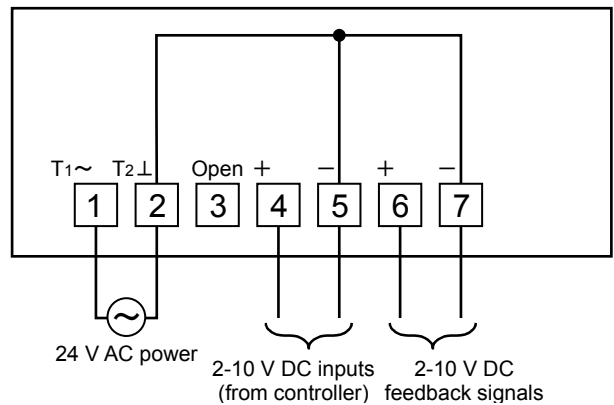 T1~ T2⊥ Open + − + −
1 2 3 4 5 6 7
~
24 V AC power
2-10 V DC inputs
(from controller)
2-10 V DC
feedback signals